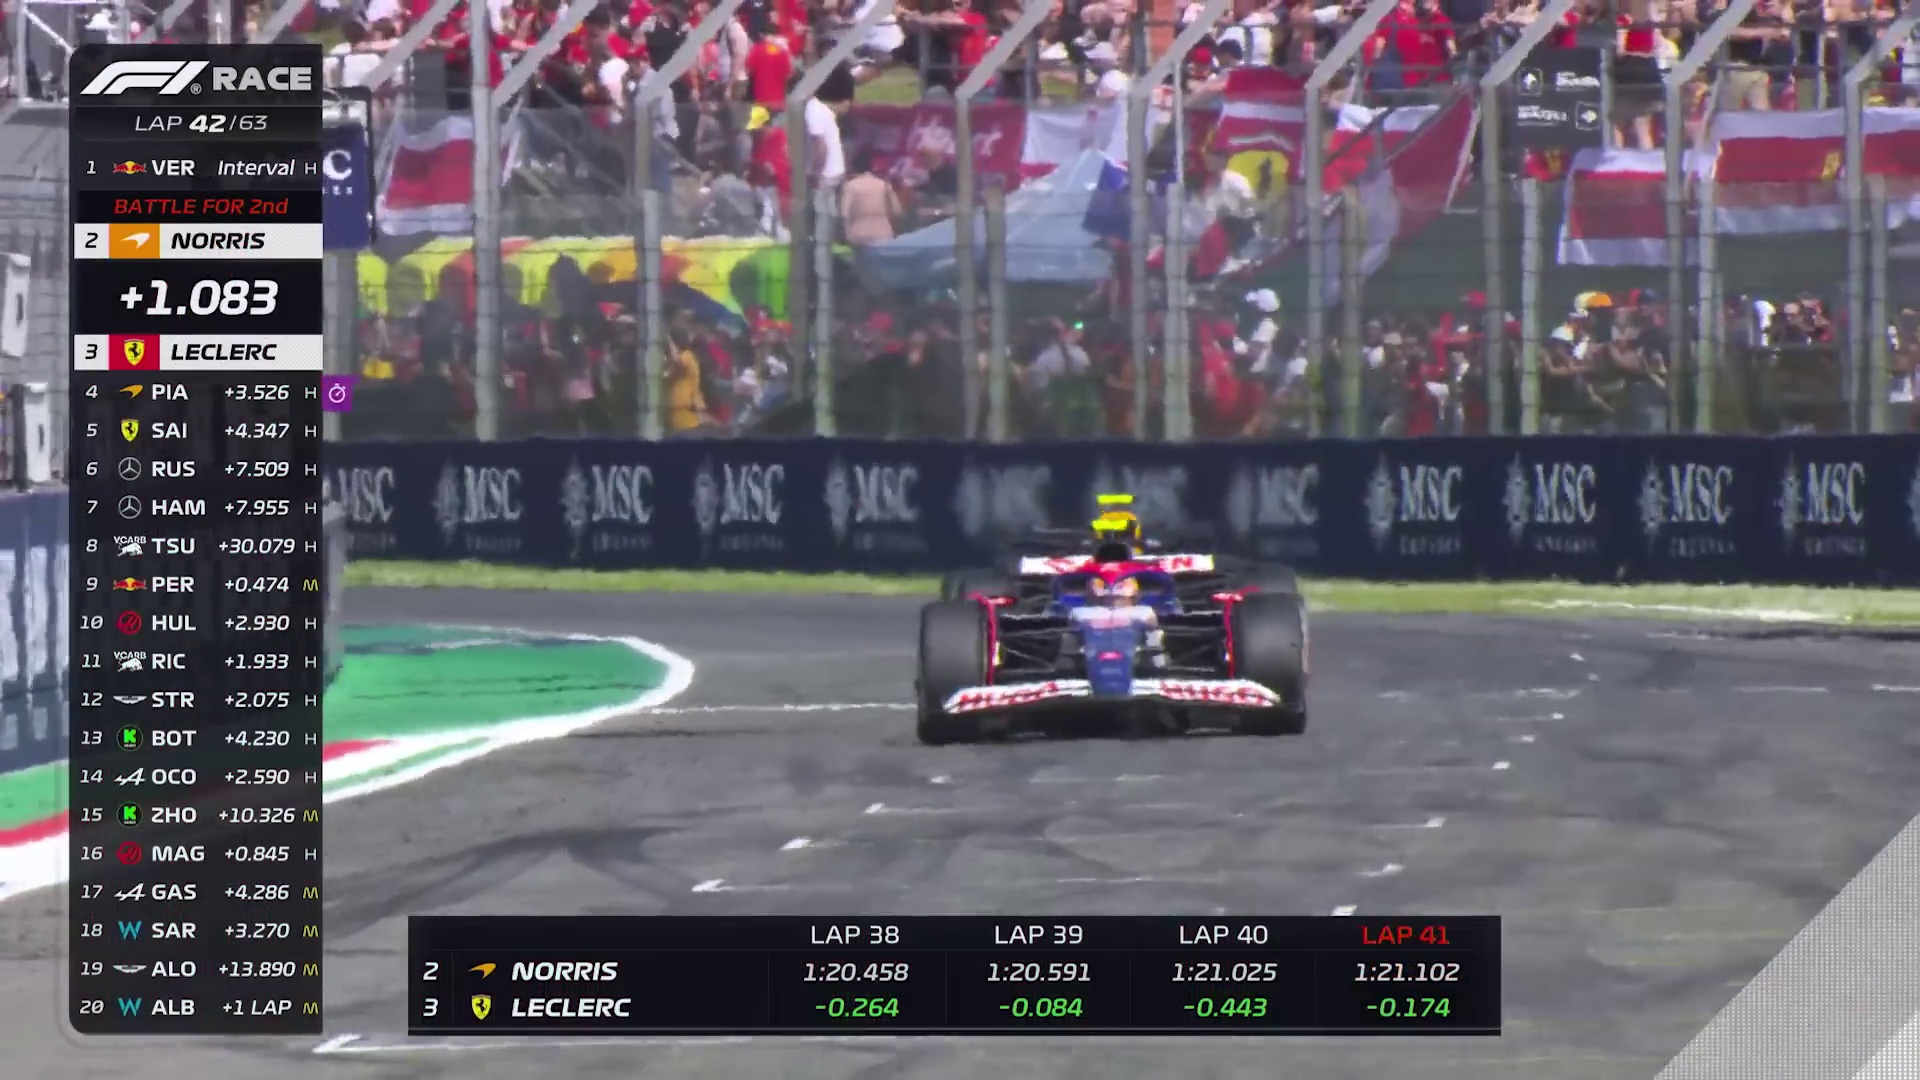 F1® RACE
LAP 42/63
1 VER Interval H
BATTLE FOR 2nd
2 NORRIS
+1.083
3 LECLERC
4 PIA +3.526 H
5 SAI +4.347 H
6 RUS +7.509 H
7 HAM +7.955 H
8 VCARB TSU +30.079 H
9 PER +0.474 M
10 HUL +2.930 H
11 VCARB RIC +1.933 H
12 STR +2.075 H
13 K BOT +4.230 H
14 OCO +2.590 H
15 K ZHO +10.326 M
16 MAG +0.845 H
17 GAS +4.286 M
18 W SAR +3.270 M
19 ALO +13.890 M
20 W ALB +1 LAP M
MSC MSC MSC MSC MSC MSC MSC MSC MSC MSC MSC MSC
HUGO HUGO
LAP 38 LAP 39 LAP 40 LAP 41
2 NORRIS 1:20.458 1:20.591 1:21.025 1:21.102
3 LECLERC -0.264 -0.084 -0.443 -0.174